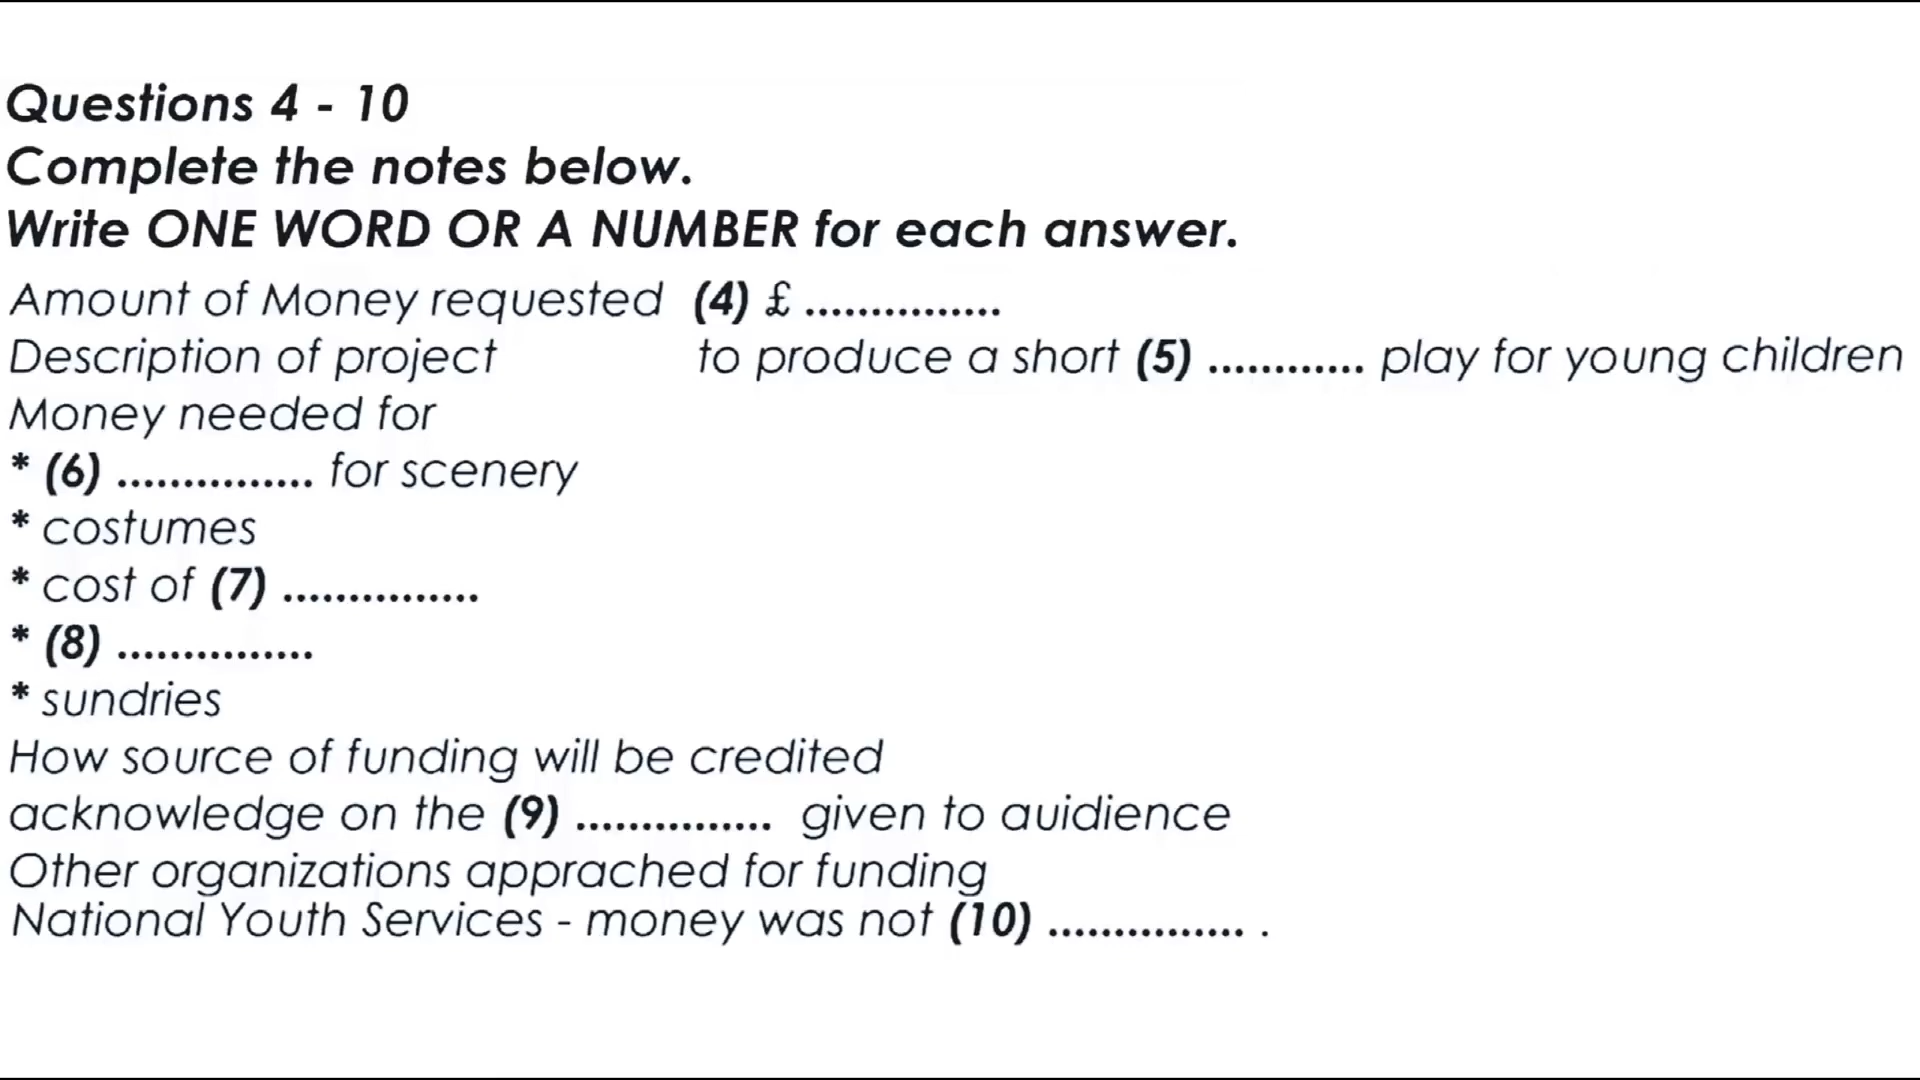 Questions 4 - 10
Complete the notes below.
Write ONE WORD OR A NUMBER for each answer.
Amount of Money requested (4) £ ...............
Description of project to produce a short (5) ............ play for young children
Money needed for
* (6) ............... for scenery
* costumes
* cost of (7) ...............
* (8) ...............
* sundries
How source of funding will be credited
acknowledge on the (9) ............... given to auidience
Other organizations apprached for funding
National Youth Services - money was not (10) ............... .